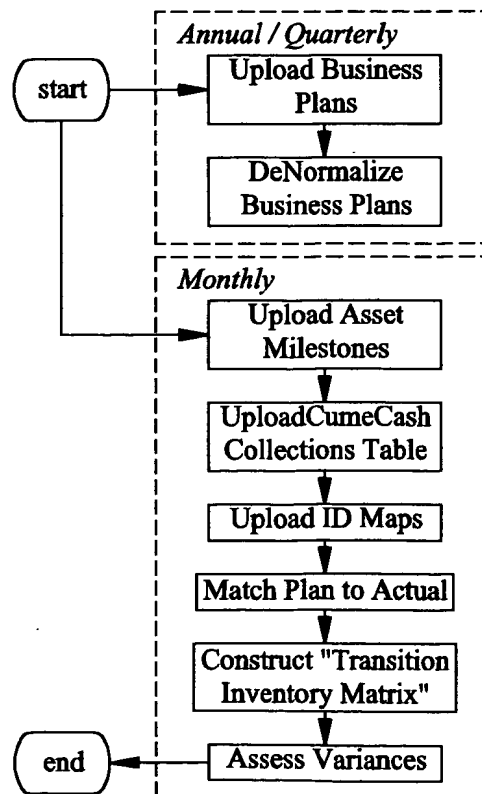 Annual / Quarterly
start
Upload Business
Plans
DeNormalize
Business Plans
Monthly
Upload Asset
Milestones
UploadCumeCash
Collections Table
Upload ID Maps
Match Plan to Actual
Construct "Transition
Inventory Matrix"
end
Assess Variances